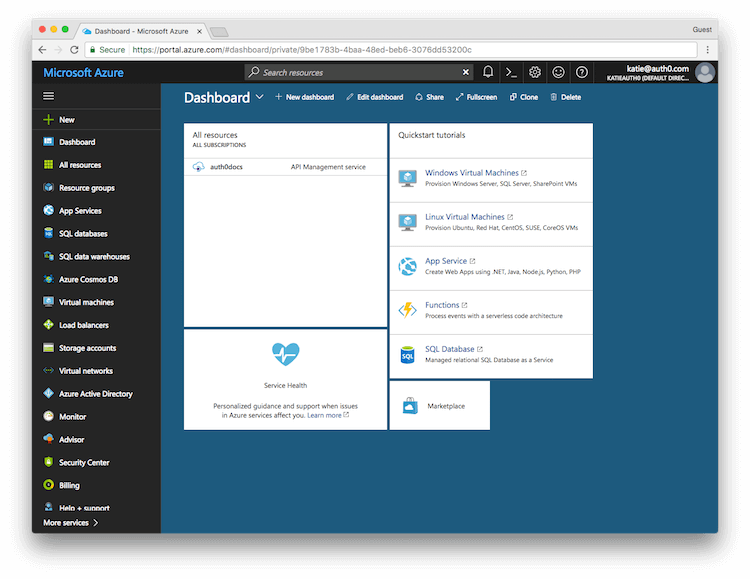 Dashboard - Microsoft Azure
Guest
Secure https://portal.azure.com/#dashboard/private/9be1783b-4baa-48ed-beb6-3076dd53200c
Microsoft Azure
Search resources
katie@auth0.com
KATIEAUTH0 (DEFAULT DIREC...
Dashboard
New dashboard
Edit dashboard
Share
Fullscreen
Clone
Delete
New
Dashboard
All resources
Resource groups
App Services
SQL databases
SQL data warehouses
Azure Cosmos DB
Virtual machines
Load balancers
Storage accounts
Virtual networks
Azure Active Directory
Monitor
Advisor
Security Center
Billing
Help + support
More services
All resources
ALL SUBSCRIPTIONS
auth0docs API Management service
Service Health
Personalized guidance and support when issues
in Azure services affect you. Learn more
Quickstart tutorials
Windows Virtual Machines
Provision Windows Server, SQL Server, SharePoint VMs
Linux Virtual Machines
Provision Ubuntu, Red Hat, CentOS, SUSE, CoreOS VMs
App Service
Create Web Apps using .NET, Java, Node.js, Python, PHP
Functions
Process events with a serverless code architecture
SQL
SQL Database
Managed relational SQL Database as a Service
Marketplace